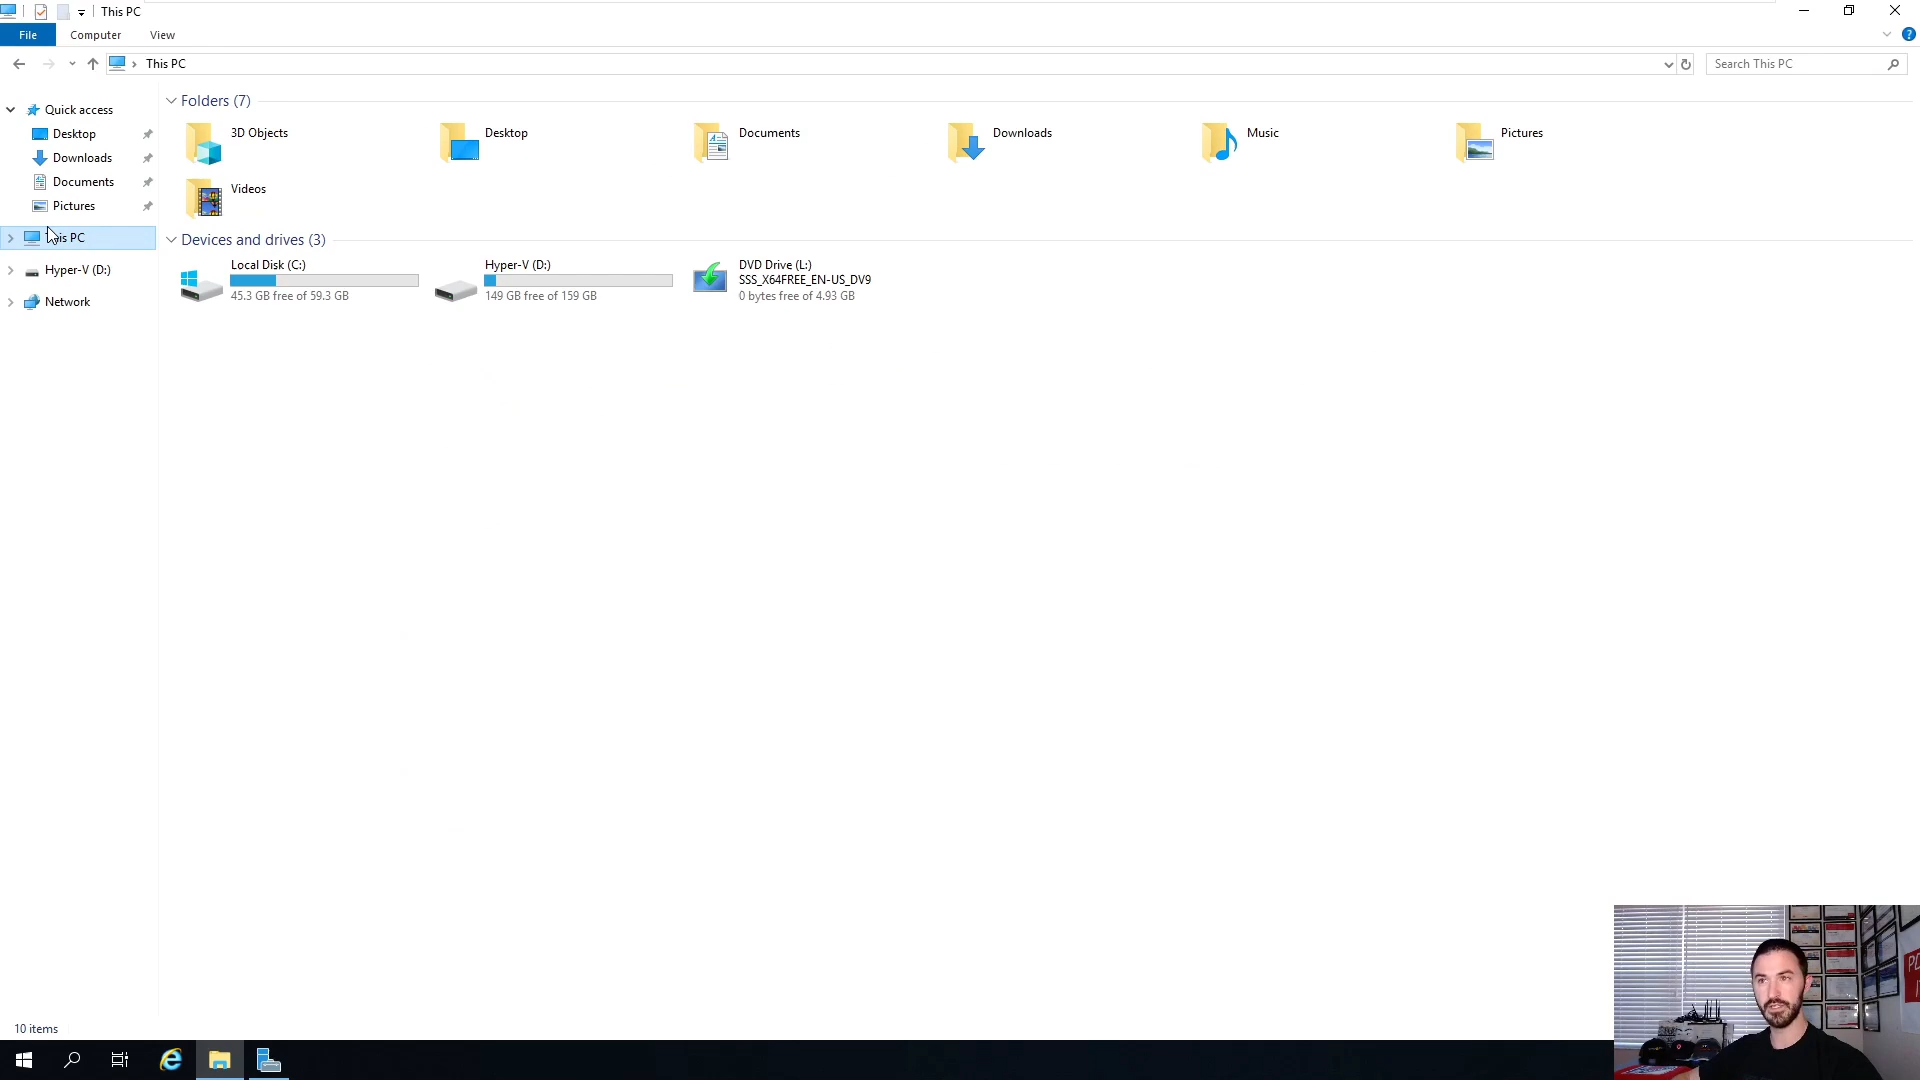 This PC
File
Computer
View
This PC
Search This PC
Quick access
Desktop
Downloads
Documents
Pictures
This PC
Hyper-V (D:)
Network
Folders (7)
3D Objects
Desktop
Documents
Downloads
Music
Pictures
Videos
Devices and drives (3)
Local Disk (C:)
45.3 GB free of 59.3 GB
Hyper-V (D:)
149 GB free of 159 GB
DVD Drive (L:)
SSS_X64FREE_EN-US_DV9
0 bytes free of 4.93 GB
10 items